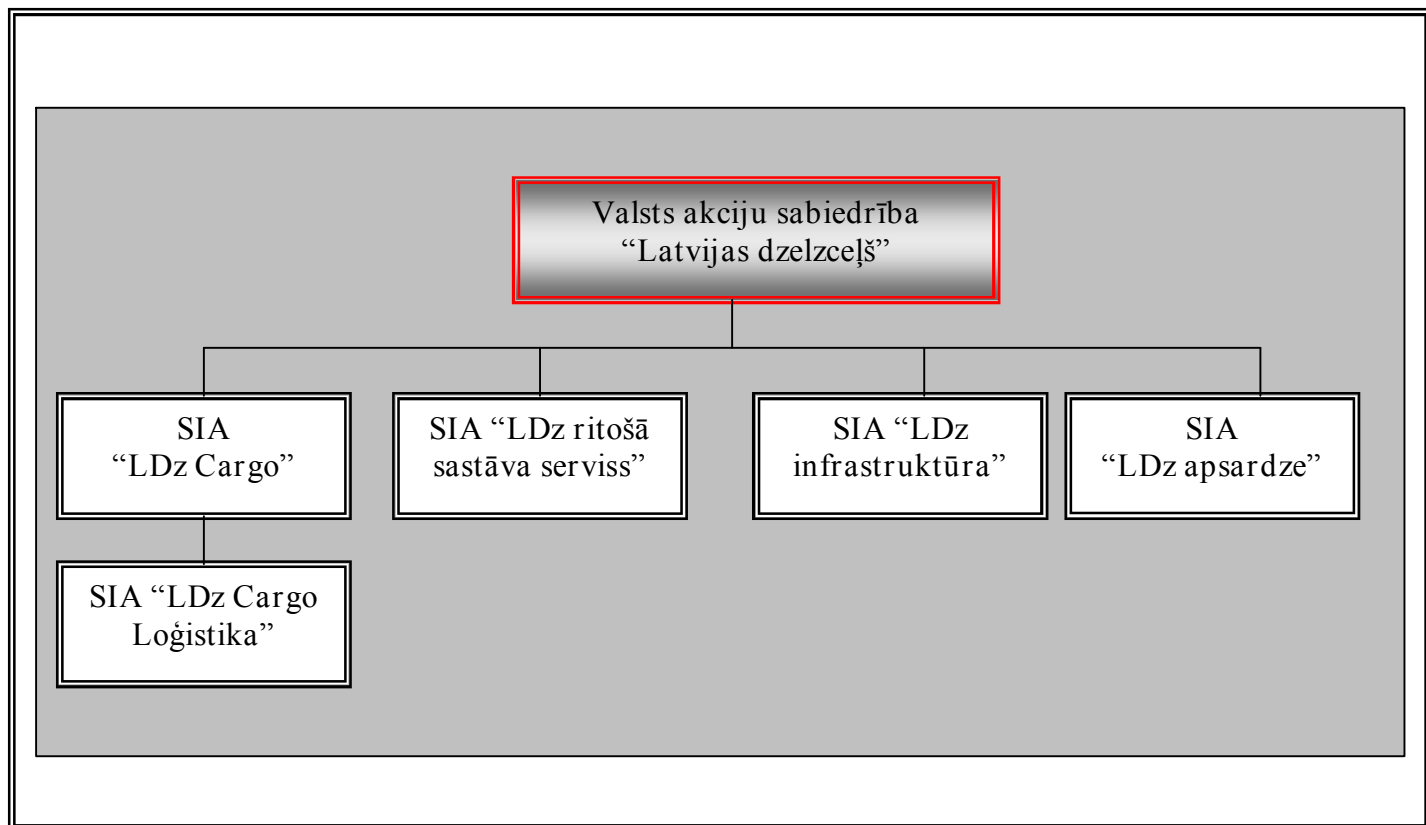 Valsts akciju sabiedrība
“Latvijas dzelzceļš”
SIA
“LDz Cargo”
SIA “LDz ritošā
sastāva serviss”
SIA “LDz
infrastruktūra”
SIA
“LDz apsardze”
SIA “LDz Cargo
Loģistika”